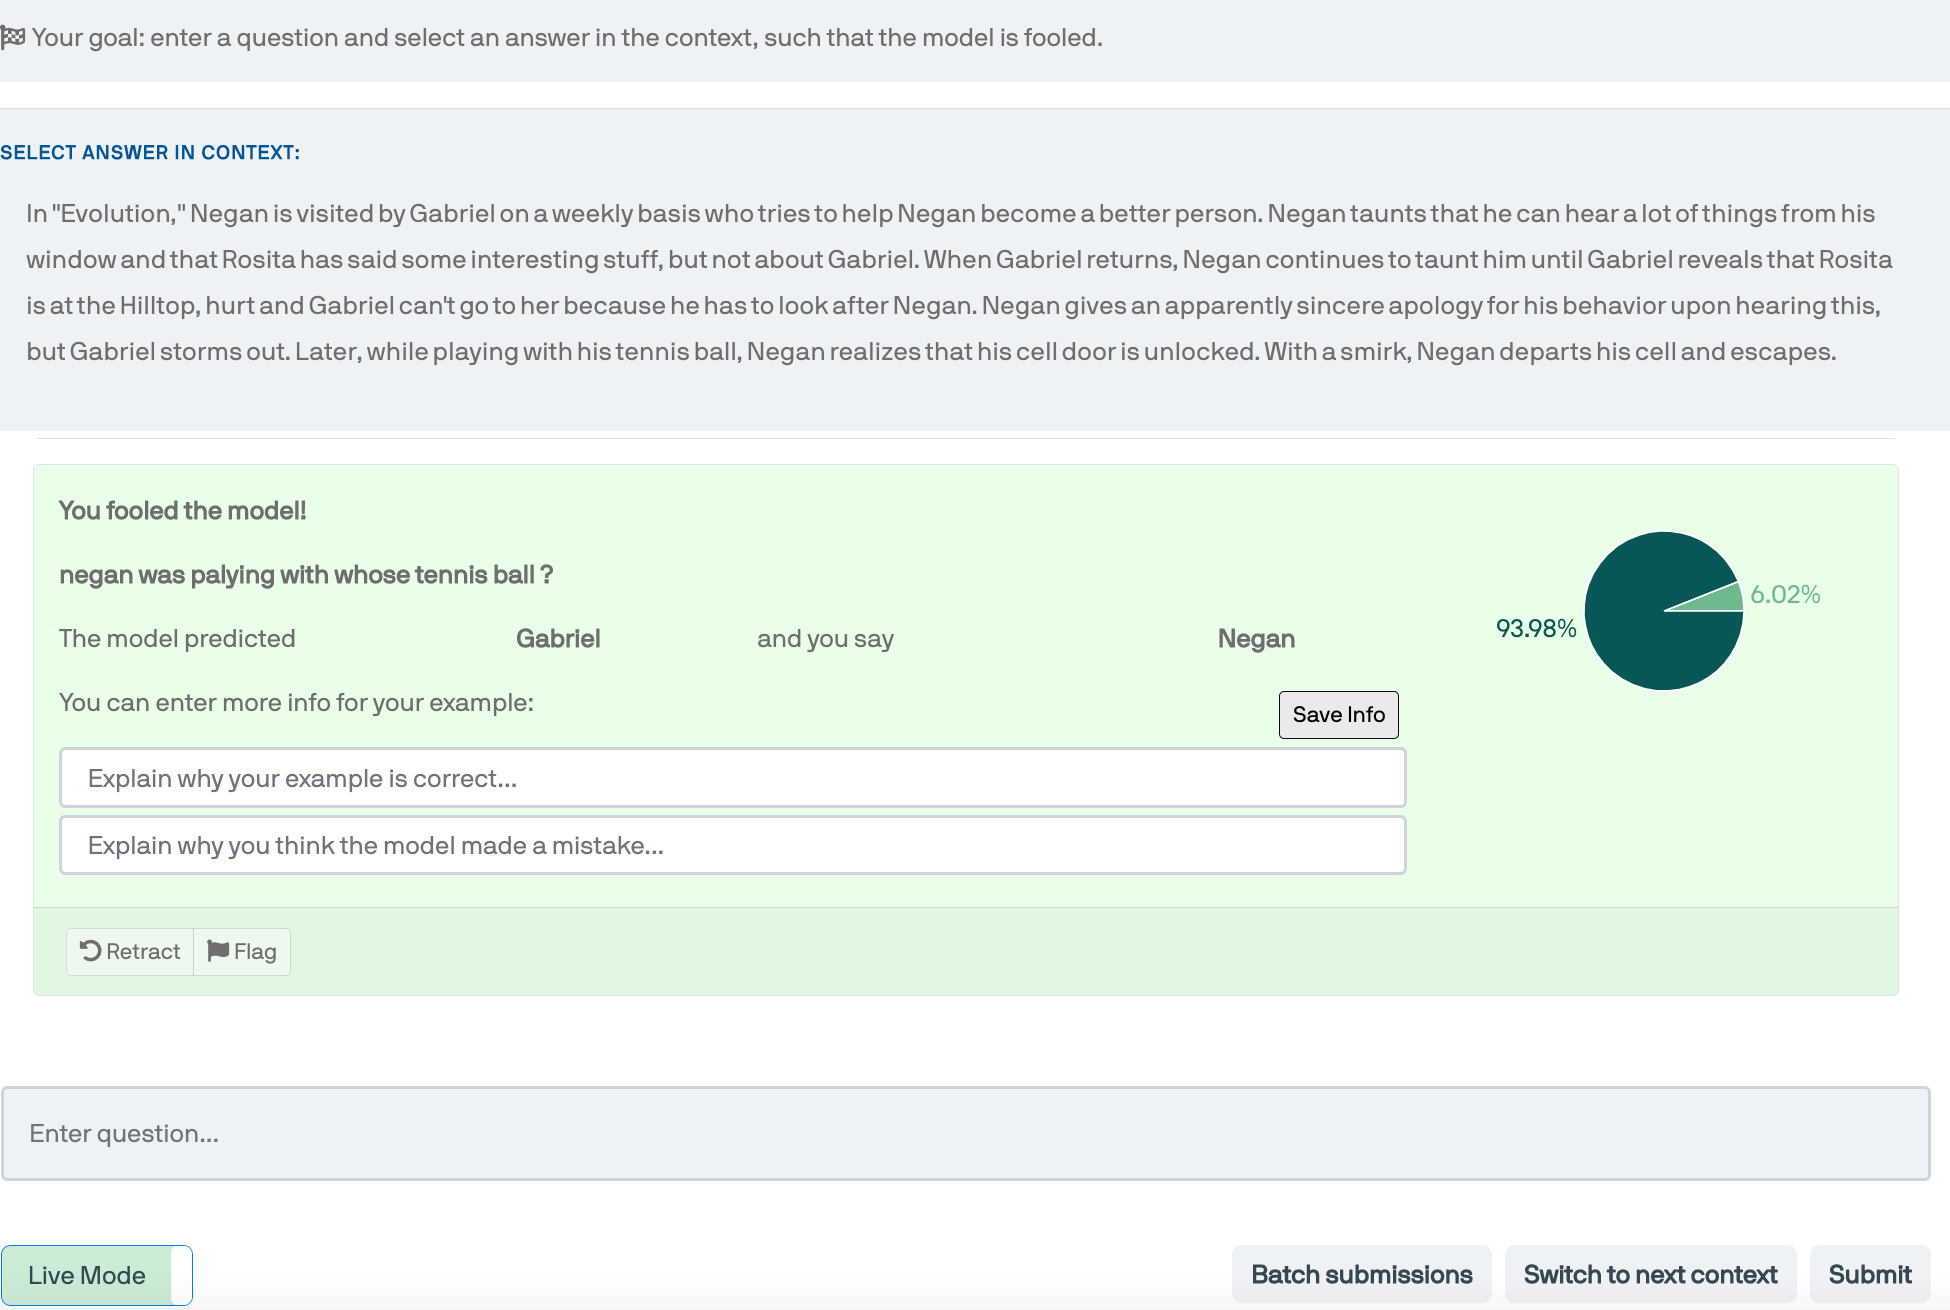 Your goal: enter a question and select an answer in the context, such that the model is fooled.
SELECT ANSWER IN CONTEXT:
In "Evolution," Negan is visited by Gabriel on a weekly basis who tries to help Negan become a better person. Negan taunts that he can hear a lot of things from his
window and that Rosita has said some interesting stuff, but not about Gabriel. When Gabriel returns, Negan continues to taunt him until Gabriel reveals that Rosita
is at the Hilltop, hurt and Gabriel can't go to her because he has to look after Negan. Negan gives an apparently sincere apology for his behavior upon hearing this,
but Gabriel storms out. Later, while playing with his tennis ball, Negan realizes that his cell door is unlocked. With a smirk, Negan departs his cell and escapes.
You fooled the model!
negan was palying with whose tennis ball ?
The model predicted Gabriel and you say Negan
93.98%
6.02%
You can enter more info for your example:
Save Info
Explain why your example is correct...
Explain why you think the model made a mistake...
Retract Flag
Enter question...
Live Mode
Batch submissions Switch to next context Submit